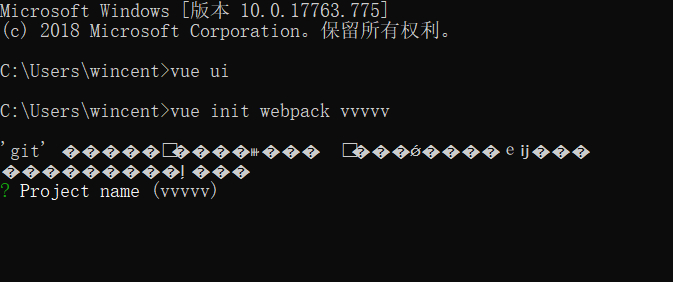 Microsoft Windows [版本 10.0.17763.775]
(c) 2018 Microsoft Corporation。保留所有权利。
C:\Users\wincent>vue ui
C:\Users\wincent>vue init webpack vvvvv
'git'
? Project name (vvvvv)